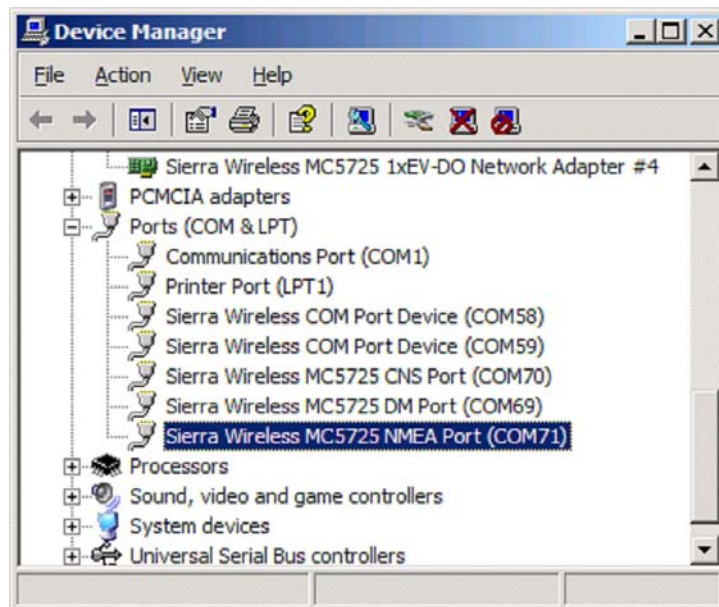 Device Manager
File Action View Help
Sierra Wireless MC5725 1xEV-DO Network Adapter #4
PCMCIA adapters
Ports (COM & LPT)
Communications Port (COM1)
Printer Port (LPT1)
Sierra Wireless COM Port Device (COM58)
Sierra Wireless COM Port Device (COM59)
Sierra Wireless MC5725 CNS Port (COM70)
Sierra Wireless MC5725 DM Port (COM69)
Sierra Wireless MC5725 NMEA Port (COM71)
Processors
Sound, video and game controllers
System devices
Universal Serial Bus controllers